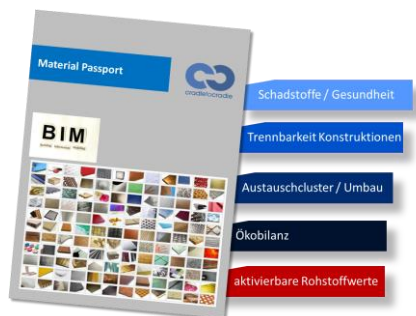 Material Passport
cradletocradle
BIM
Schadstoffe / Gesundheit
Trennbarkeit Konstruktionen
Austauschcluster / Umbau
Ökobilanz
aktivierbare Rohstoffwerte